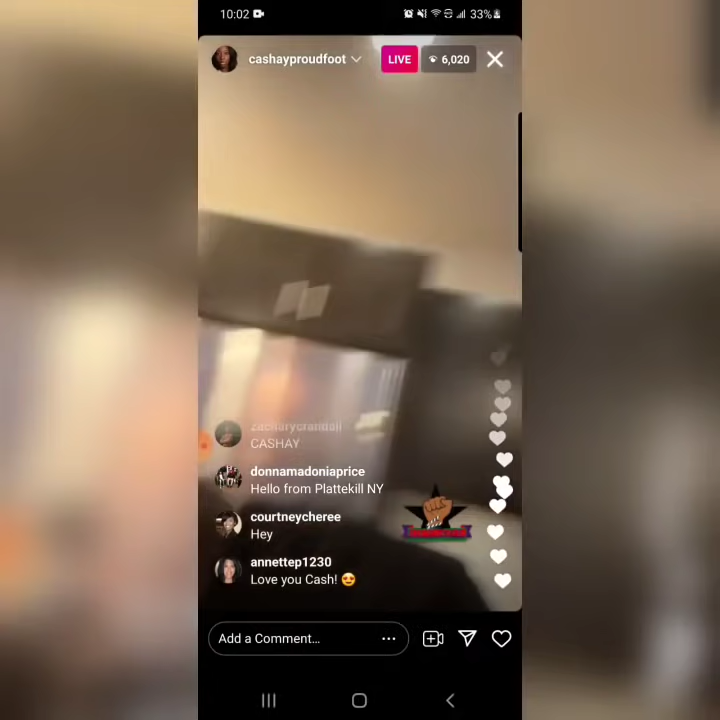 10:02
33%
cashayproudfoot
LIVE
6,020
zacharycrandall
CASHAY
donnamadoniaprice
Hello from Plattekill NY
courtneycheree
Hey
annettep1230
Love you Cash! 😍
Add a Comment...